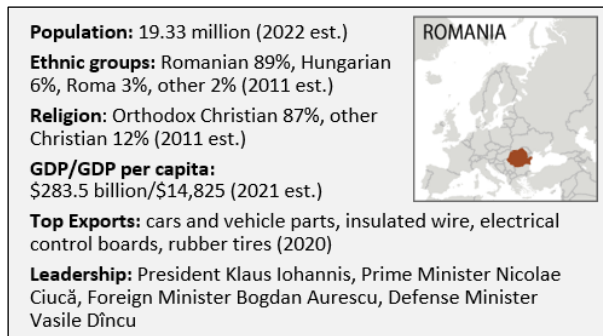 Population: 19.33 million (2022 est.)
ROMANIA
Ethnic groups: Romanian 89%, Hungarian
6%, Roma 3%, other 2% (2011 est.)
Religion: Orthodox Christian 87%, other
Christian 12% (2011 est.)
GDP/GDP per capita:
$283.5 billion/$14,825 (2021 est.)
Top Exports: cars and vehicle parts, insulated wire, electrical
control boards, rubber tires (2020)
Leadership: President Klaus Iohannis, Prime Minister Nicolae
Ciucă, Foreign Minister Bogdan Aurescu, Defense Minister
Vasile Dîncu